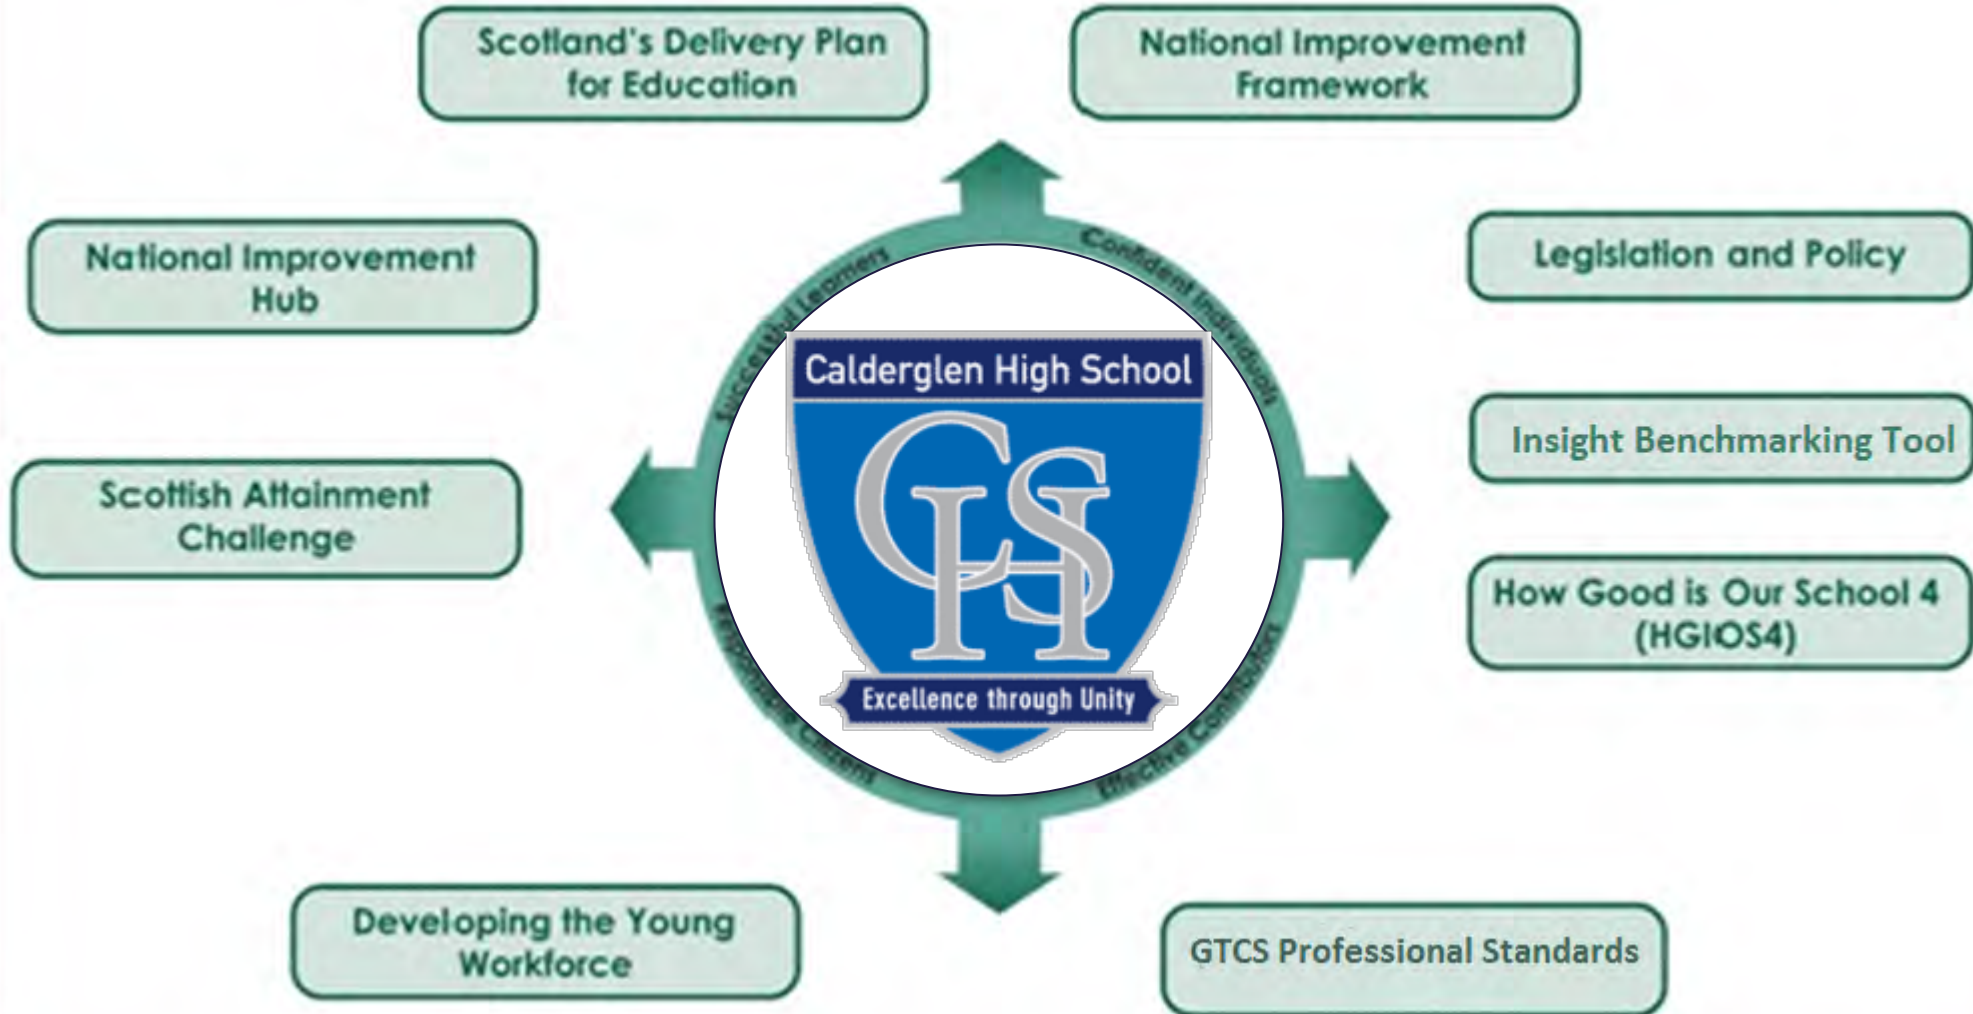 Scotland's Delivery Plan
for Education
National Improvement
Framework
National Improvement
Hub
Legislation and Policy
Scottish Attainment
Challenge
Insight Benchmarking Tool
How Good is Our School 4
(HGIOS4)
Successful Learners
Confident Individuals
Calderglen High School
CHS
Excellence through Unity
Responsible Citizens
Effective Contributors
Developing the Young
Workforce
GTCS Professional Standards